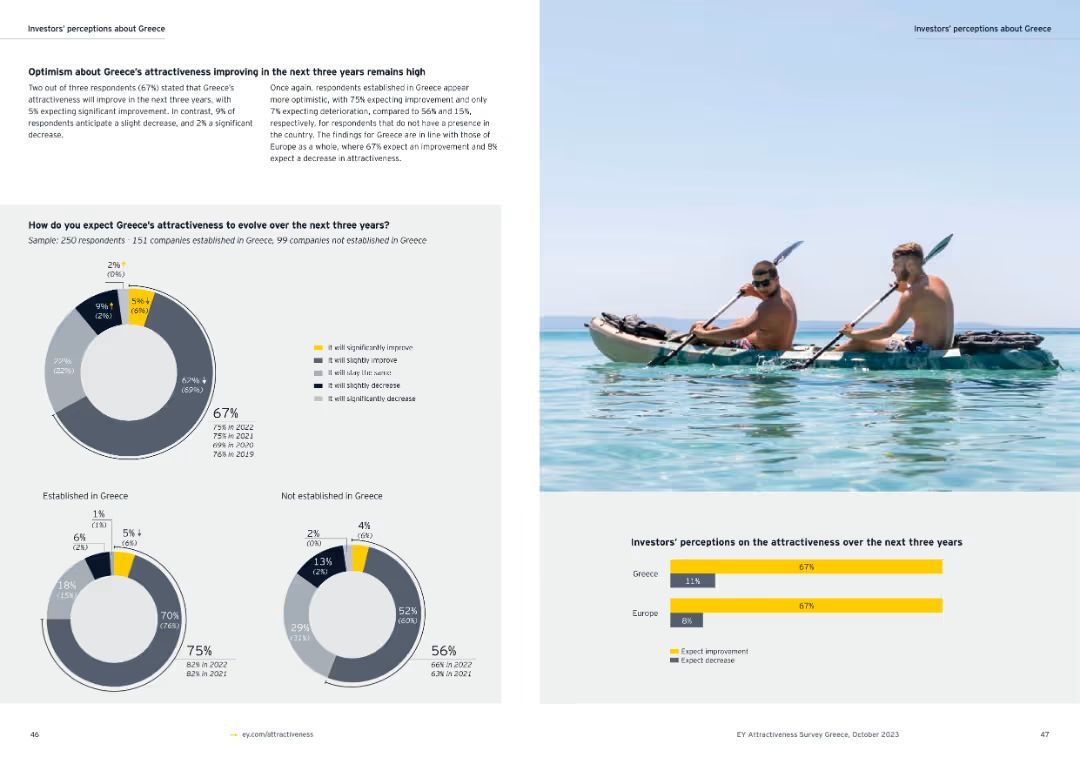 Investors' perceptions about Greece
Optimism about Greece's attractiveness improving in the next three years remains high
Two out of three respondents (67%) stated that Greece's
attractiveness will improve in the next three years, with
5% expecting significant improvement. In contrast, 9% of
respondents anticipate a slight decrease, and 2% a significant
decrease.
Once again, respondents established in Greece appear
more optimistic, with 75% expecting improvement and only
7% expecting deterioration, compared to 56% and 15%,
respectively, for respondents that do not have a presence in
the country. The findings for Greece are in line with those of
Europe as a whole, where 67% expect an improvement and 8%
expect a decrease in attractiveness.
How do you expect Greece's attractiveness to evolve over the next three years?
Sample: 250 respondents - 151 companies established in Greece, 99 companies not established in Greece
2%
(0%)
9%
(2%)
5%
(6%)
22%
(22%)
(69%)
67%
75% in 2022
75% in 2021
69% in 2020
76% in 2019
It will significantly improve
It will slightly improve
It will stay the same
It will slightly decrease
It will significantly decrease
Established in Greece
1%
(1%)
6%
(2%)
5%
(6%)
18%
(15%)
70%
(76%)
75%
82% in 2022
82% in 2021
Not established in Greece
2%
(0%)
4%
(6%)
13%
(2%)
29%
(31%)
52%
(60%)
56%
66% in 2022
63% in 2021
46
ey.com/attractiveness
Investors' perceptions about Greece
Investors' perceptions on the attractiveness over the next three years
Greece
67%
11%
Europe
67%
8%
Expect improvement
Expect decrease
EY Attractiveness Survey Greece, October 2023
47